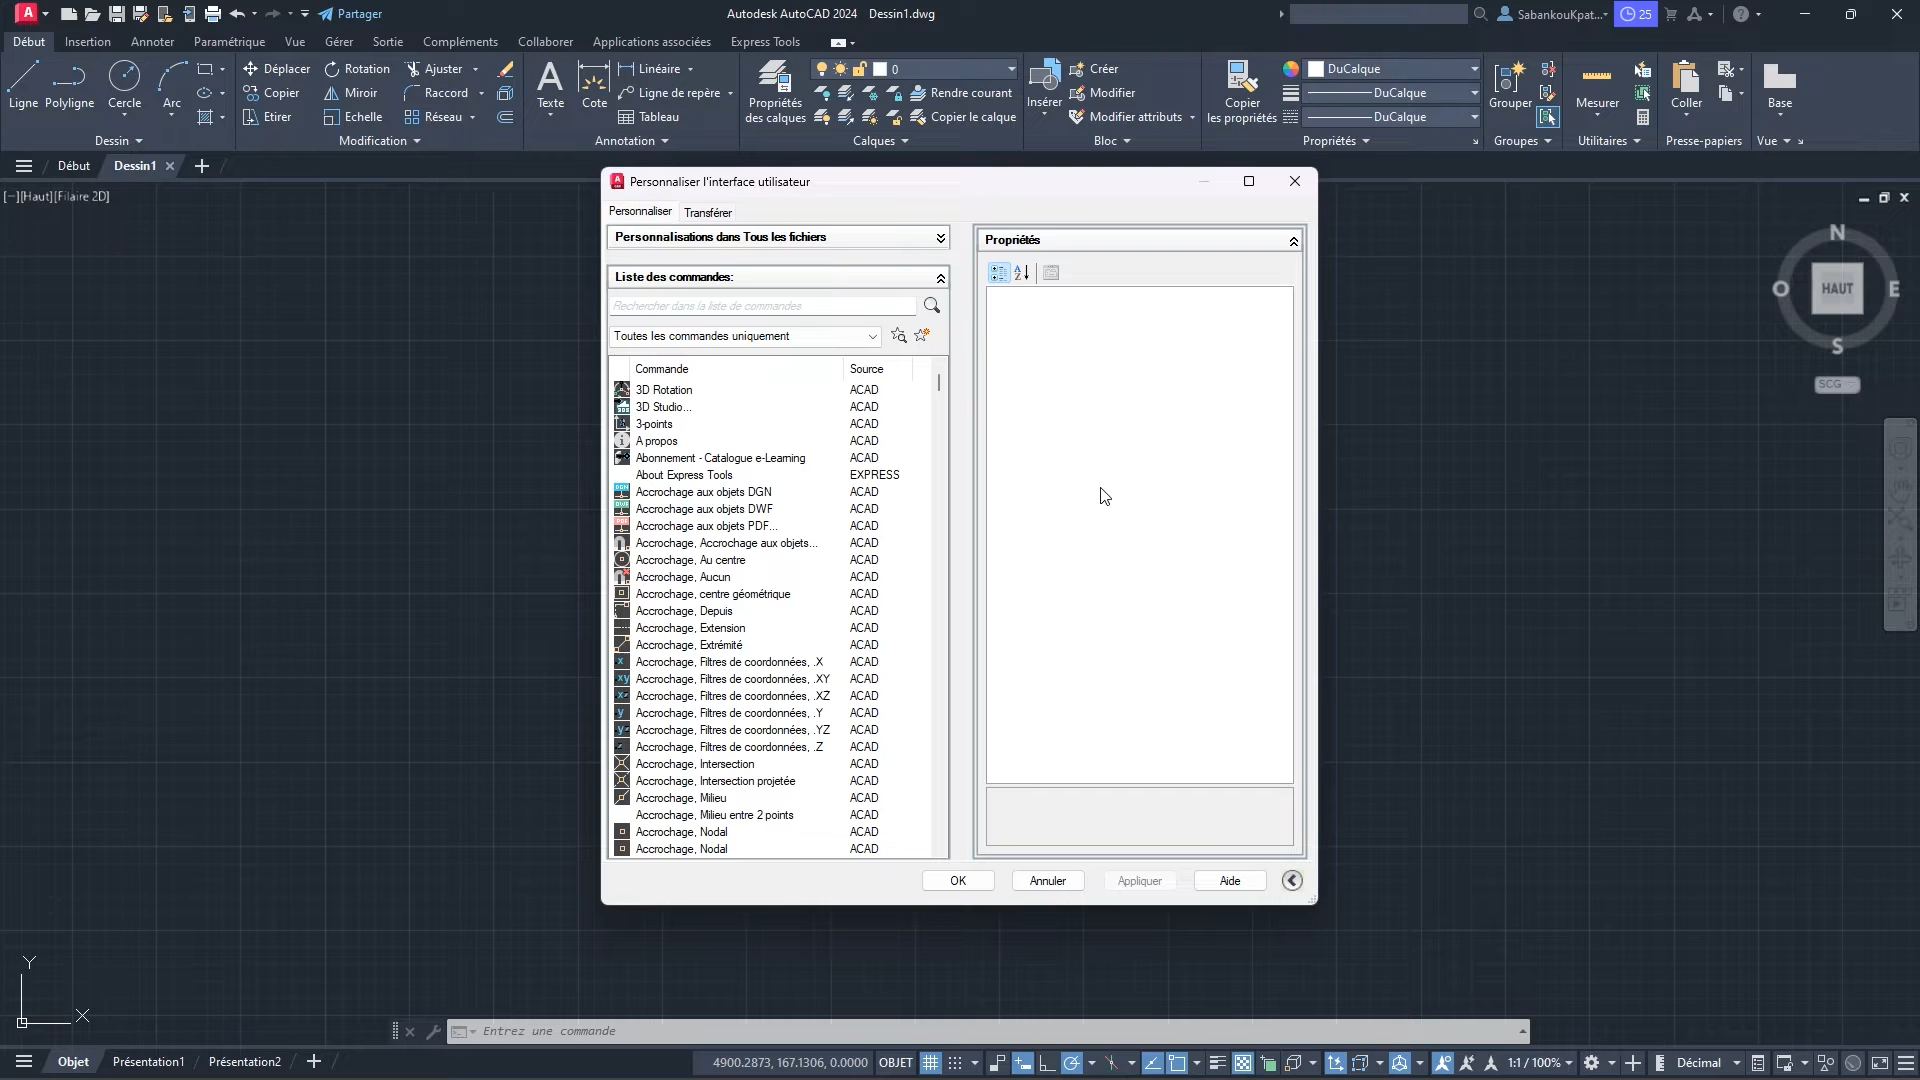 Partager
Autodesk AutoCAD 2024 Dessin1.dwg
SabankouKpat...
25
Début Insertion Annoter Paramétrique Vue Gérer Sortie Compléments Collaborer Applications associées Express Tools
Ligne Polyligne Cercle Arc
Déplacer Rotation Ajuster
Copier Miroir Raccord
Etirer Echelle Réseau
Texte Cote
Linéaire
Ligne de repère
Tableau
Propriétés
des calques
0
Rendre courant
Copier le calque
Insérer
Créer
Modifier
Modifier attributs
Copier
les propriétés
DuCalque
DuCalque
DuCalque
Grouper
Mesurer
Coller
Base
Dessin Modification Annotation Calques Bloc Propriétés Groupes Utilitaires Presse-papiers Vue
Début Dessin1
[−][Haut][Filaire 2D]
N
O HAUT E
S
SCG
Personnaliser l'interface utilisateur
Personnaliser Transférer
Personnalisations dans Tous les fichiers
Propriétés
Liste des commandes:
Rechercher dans la liste de commandes
Toutes les commandes uniquement
Commande Source
3D Rotation ACAD
3D Studio... ACAD
3-points ACAD
A propos ACAD
Abonnement - Catalogue e-Learning ACAD
About Express Tools EXPRESS
Accrochage aux objets DGN ACAD
Accrochage aux objets DWF ACAD
Accrochage aux objets PDF... ACAD
Accrochage, Accrochage aux objets... ACAD
Accrochage, Au centre ACAD
Accrochage, Aucun ACAD
Accrochage, centre géométrique ACAD
Accrochage, Depuis ACAD
Accrochage, Extension ACAD
Accrochage, Extrémité ACAD
Accrochage, Filtres de coordonnées, .X ACAD
Accrochage, Filtres de coordonnées, .XY ACAD
Accrochage, Filtres de coordonnées, .XZ ACAD
Accrochage, Filtres de coordonnées, .Y ACAD
Accrochage, Filtres de coordonnées, .YZ ACAD
Accrochage, Filtres de coordonnées, .Z ACAD
Accrochage, Intersection ACAD
Accrochage, Intersection projetée ACAD
Accrochage, Milieu ACAD
Accrochage, Milieu entre 2 points ACAD
Accrochage, Nodal ACAD
Accrochage, Nodal ACAD
OK Annuler Appliquer Aide
Y
X
Entrez une commande
Objet Présentation1 Présentation2
4900.2873, 167.1306, 0.0000 OBJET
1:1 / 100%
Décimal